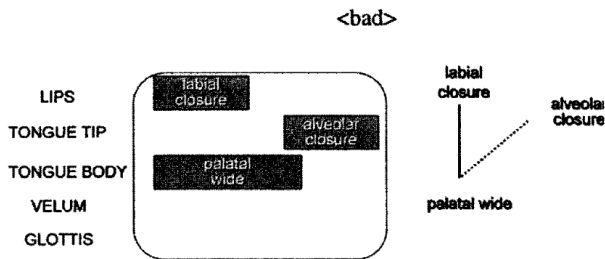 <bad>
LIPS
TONGUE TIP
TONGUE BODY
VELUM
GLOTTIS
labial
closure
alveolar
closure
palatal
wide
labial
closure
alveolar
closure
palatal wide